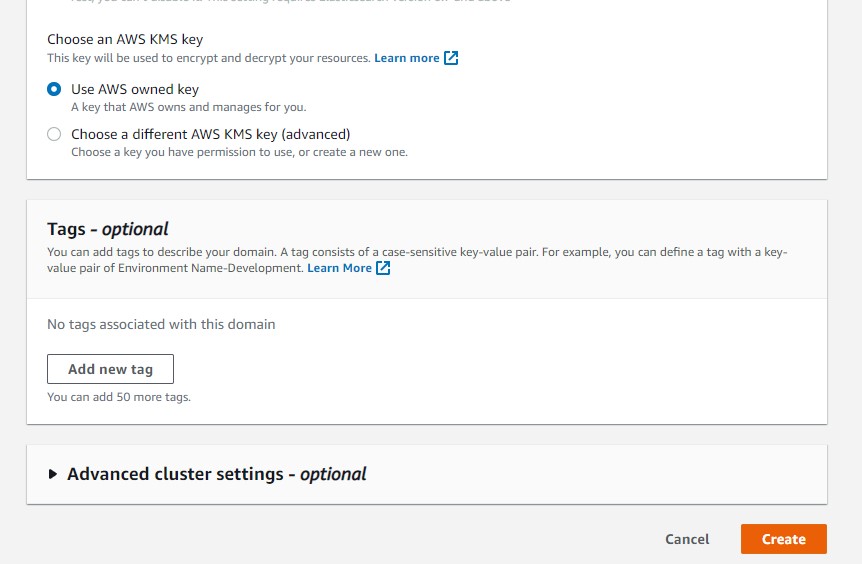 Choose an AWS KMS key
This key will be used to encrypt and decrypt your resources. Learn more
Use AWS owned key
A key that AWS owns and manages for you.
Choose a different AWS KMS key (advanced)
Choose a key you have permission to use, or create a new one.
Tags - optional
You can add tags to describe your domain. A tag consists of a case-sensitive key-value pair. For example, you can define a tag with a key-
value pair of Environment Name-Development. Learn More
No tags associated with this domain
Add new tag
You can add 50 more tags.
Advanced cluster settings - optional
Cancel
Create